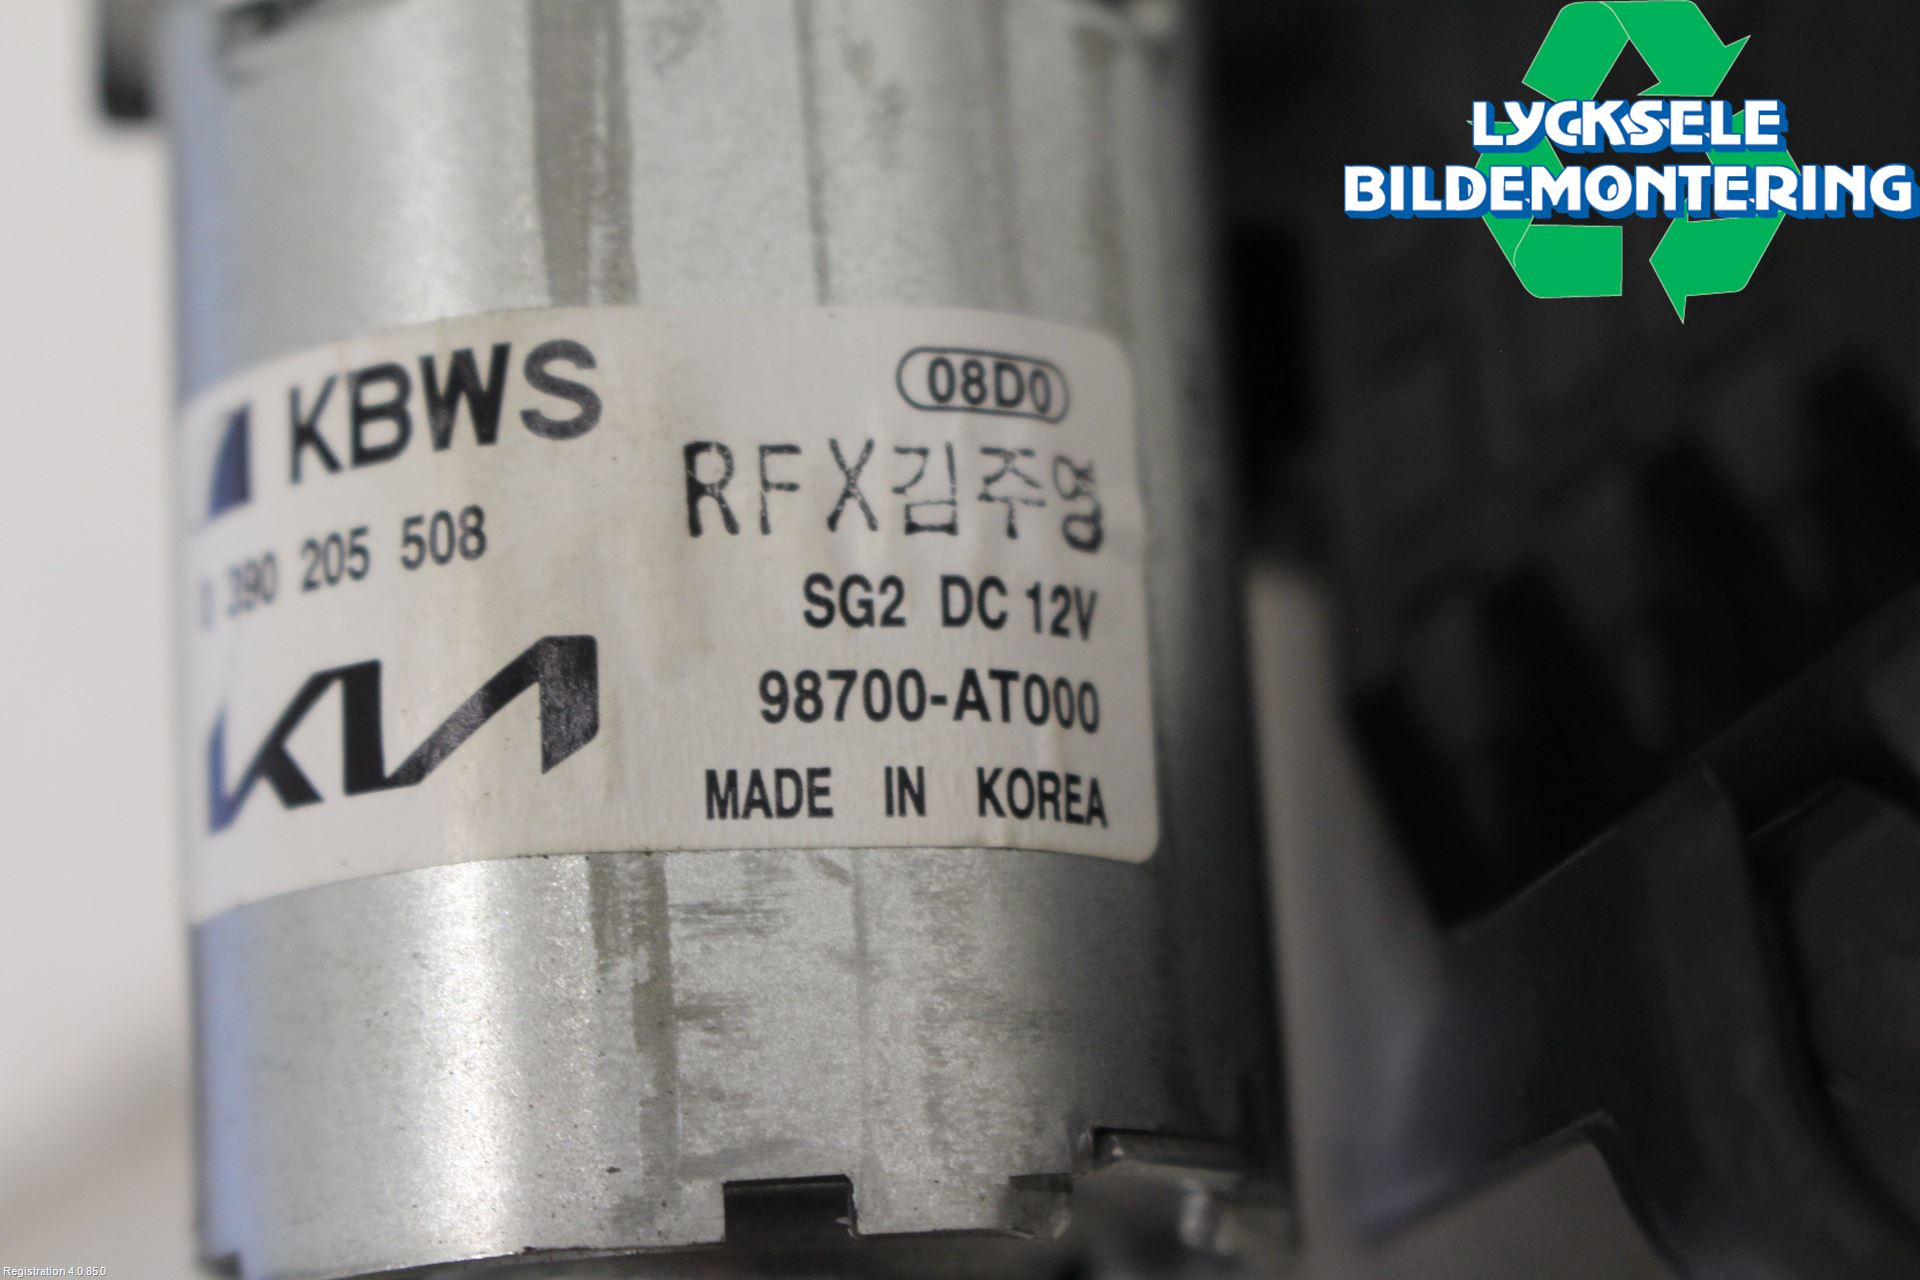 LYCKSELE
BILDEMONTERING
KBWS
08D0
RFX김주영
390 205 508
SG2 DC 12V
KIA
98700-AT000
MADE IN KOREA
Registration 4.0.85.0